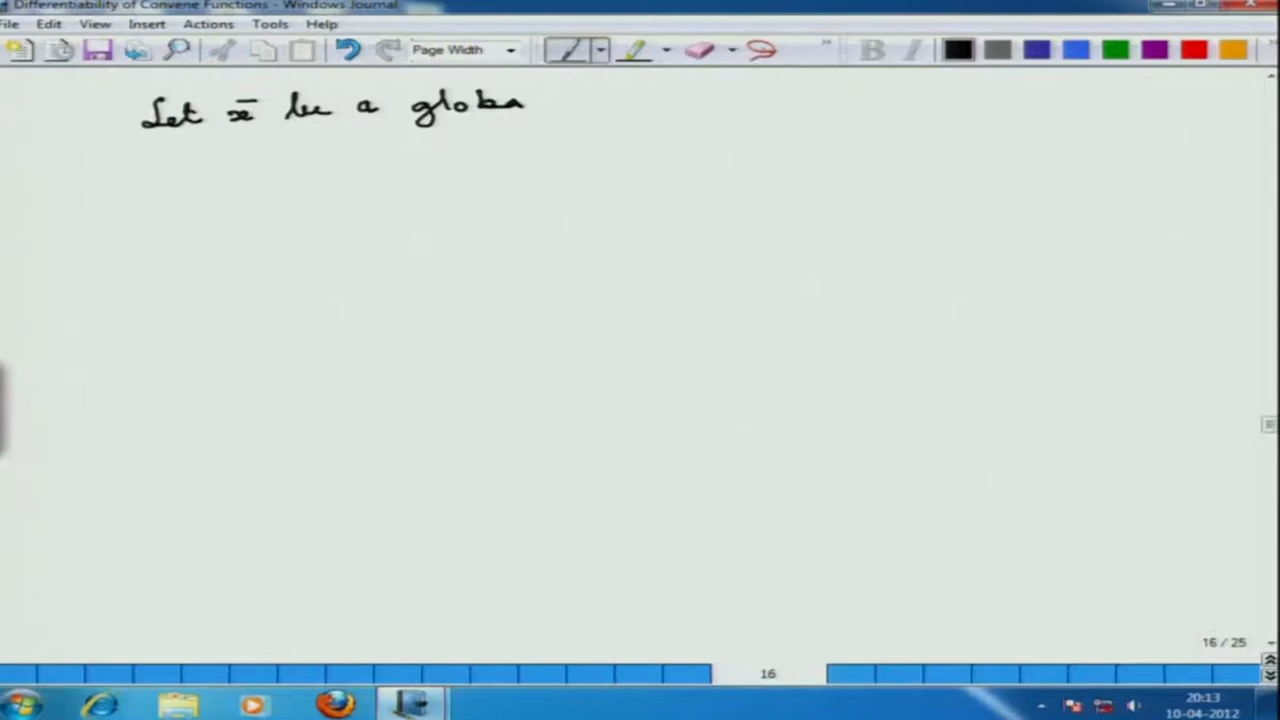 Differentiability of Convene Functions - Windows Journal
File Edit View Insert Actions Tools Help
Page Width
B I
Let x̄ be a globa
16 / 25
16
20:13
10-04-2012